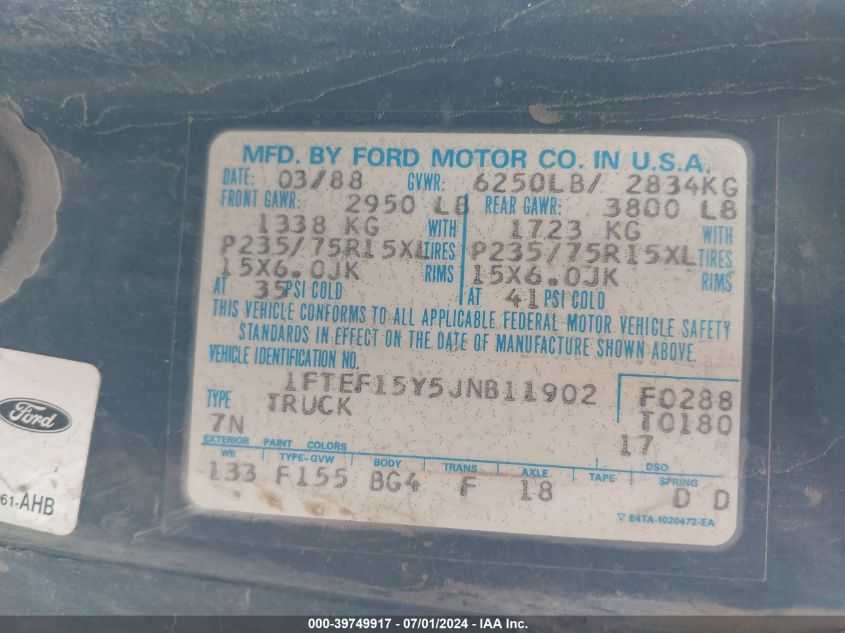 MFD. BY FORD MOTOR CO. IN U.S.A.
DATE: 03/88 GVWR: 6250LB/ 2834KG
FRONT GAWR: 2950 LB REAR GAWR: 3800 LB
1338 KG WITH 1723 KG WITH
P235/75R15XL TIRES P235/75R15XL TIRES
15X6.0JK RIMS 15X6.0JK RIMS
AT 35 PSI COLD AT 41 PSI COLD
THIS VEHICLE CONFORMS TO ALL APPLICABLE FEDERAL MOTOR VEHICLE SAFETY
STANDARDS IN EFFECT ON THE DATE OF MANUFACTURE SHOWN ABOVE.
VEHICLE IDENTIFICATION NO.
1FTEF15Y5JNB11902 F0288
TYPE TRUCK T0180
7N 17
EXTERIOR PAINT COLORS DSO
WB TYPE-GVW BODY TRANS AXLE TAPE SPRING
133 F155 BG4 F 18 D D
▽ E4TA-1020472-EA
Ford
061-AHB
000-39749917 - 07/01/2024 - IAA Inc.